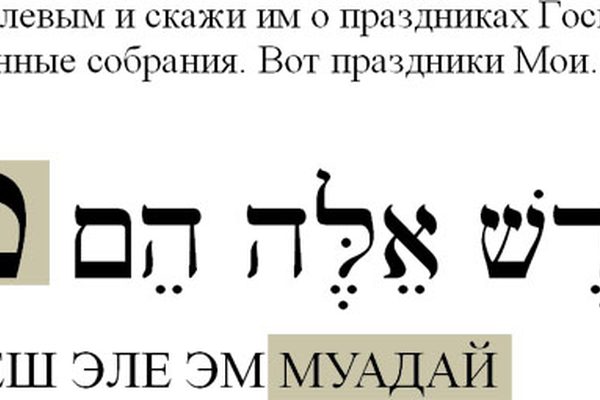 левым и скажи им о праздниках Гос
нные собрания. Вот праздники Мои.
דֶשׁ אֵלֶּה הֵם
ЕШ ЭЛЕ ЭМ МУАДАЙ